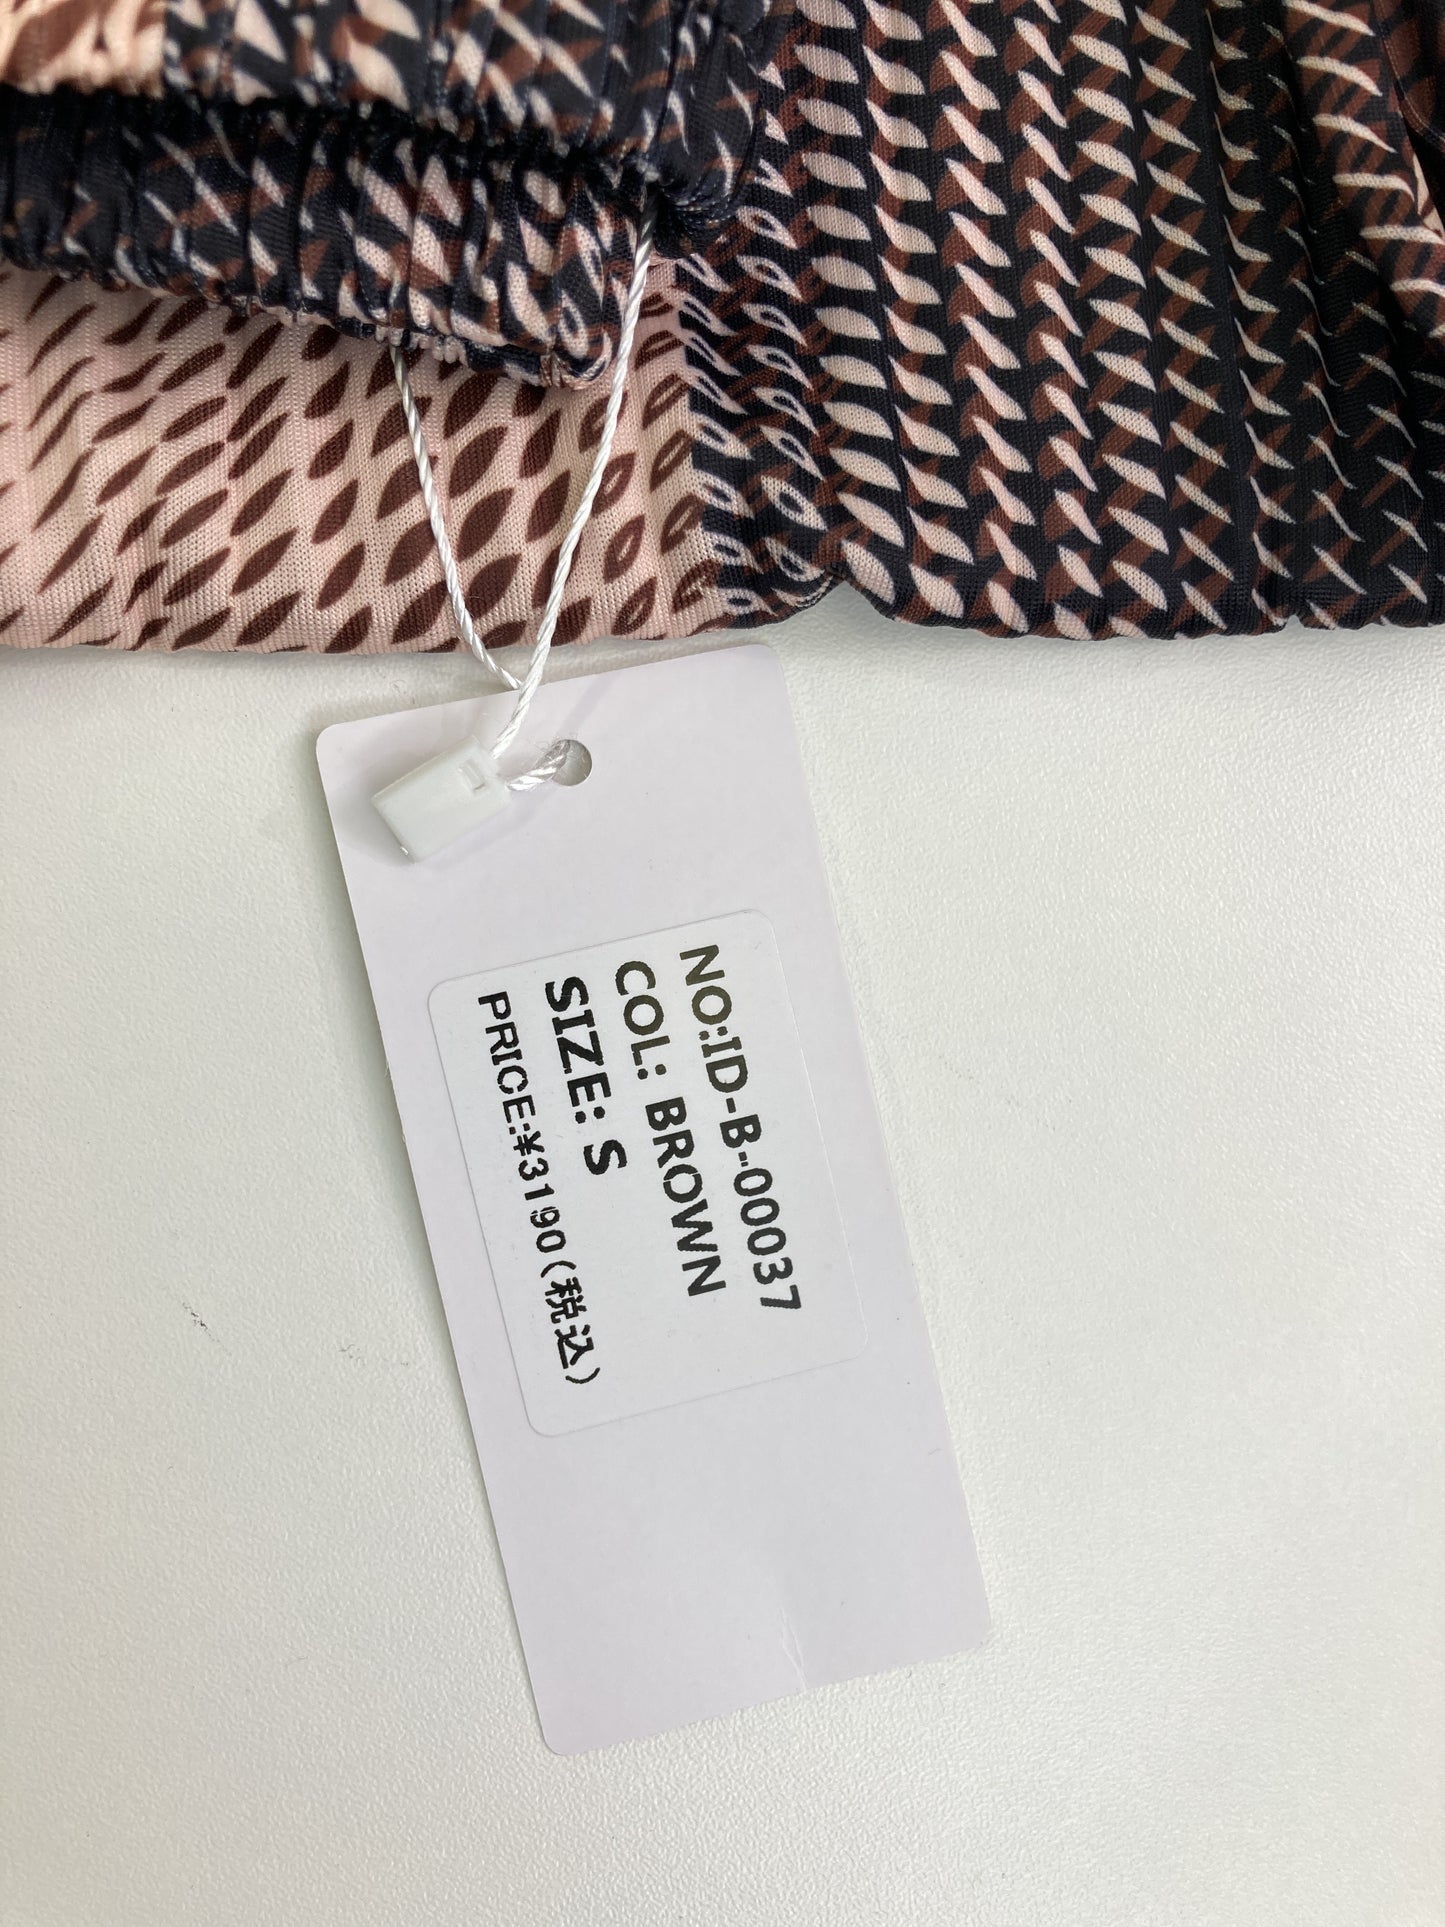 NO:ID-B-00037
COL: BROWN
SIZE: S
PRICE:¥3190(税込)